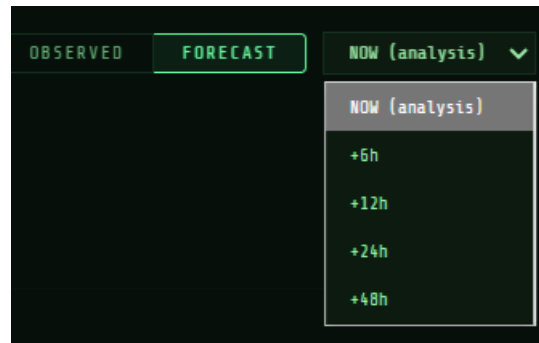 OBSERVED
FORECAST
NOW (analysis)
NOW (analysis)
+6h
+12h
+24h
+48h